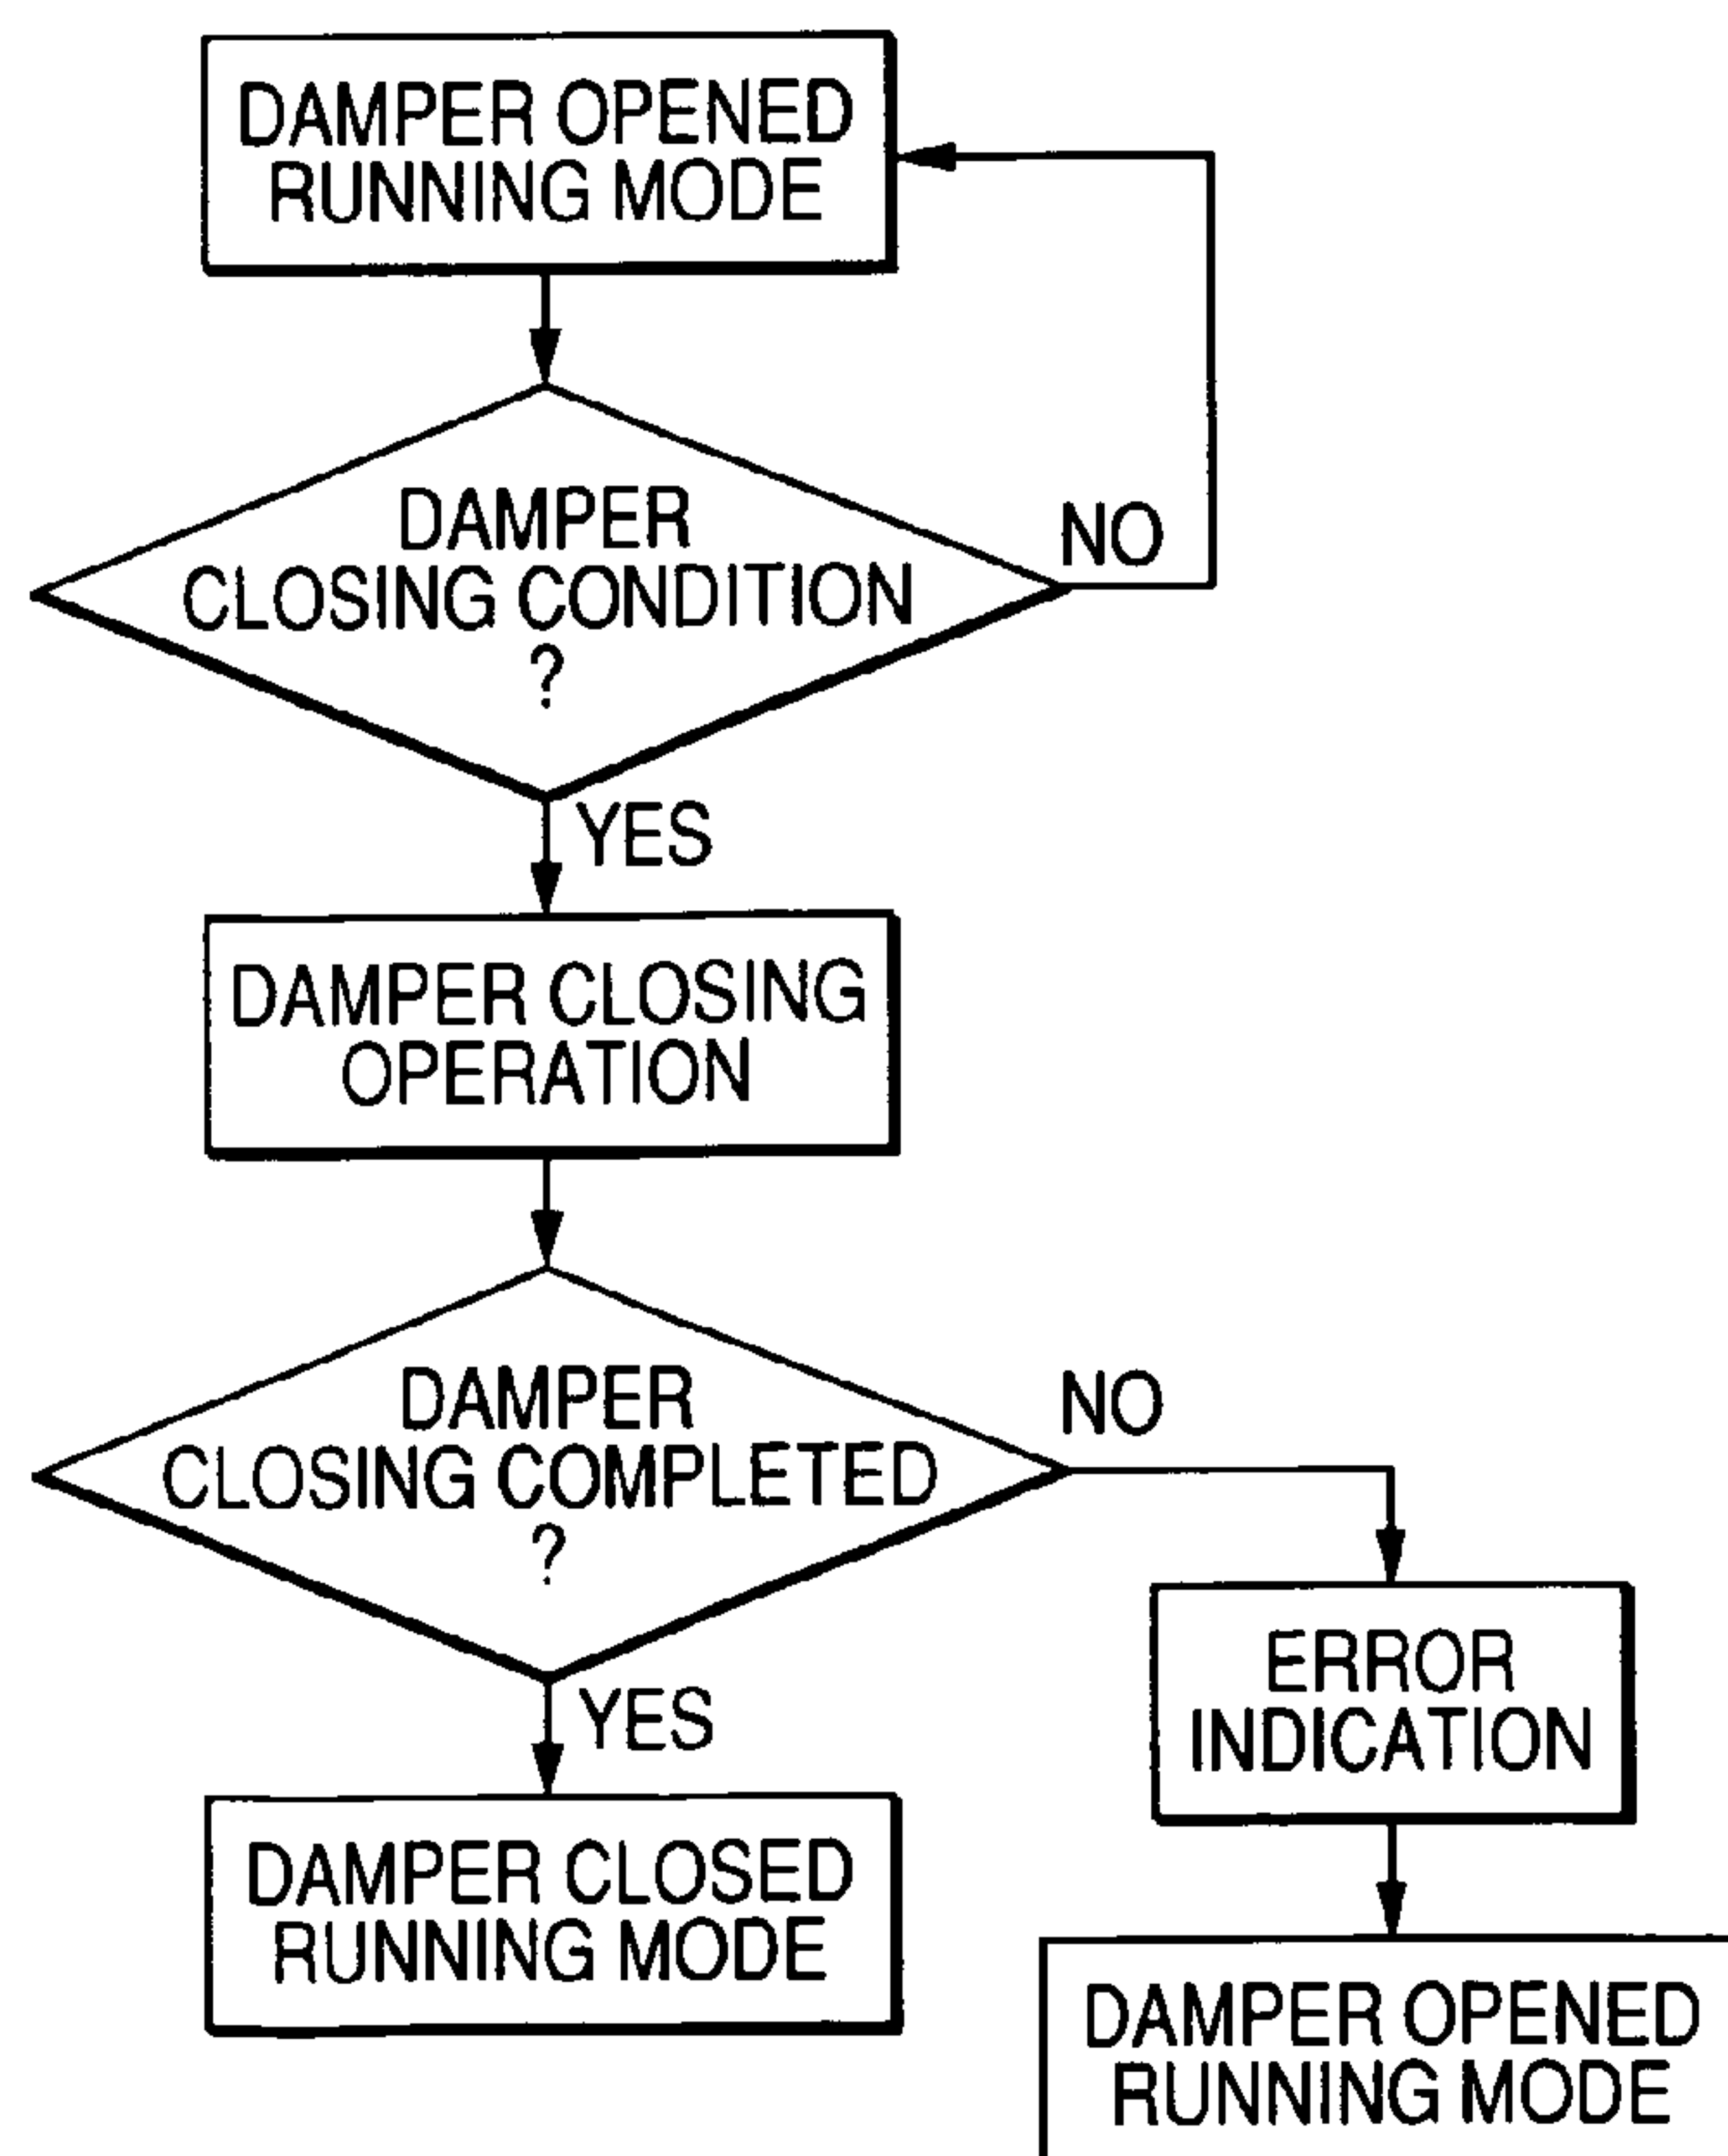 DAMPER OPENED
RUNNING MODE
DAMPER
CLOSING CONDITION
?
NO
YES
DAMPER CLOSING
OPERATION
DAMPER
CLOSING COMPLETED
?
NO
YES
ERROR
INDICATION
DAMPER CLOSED
RUNNING MODE
DAMPER OPENED
RUNNING MODE